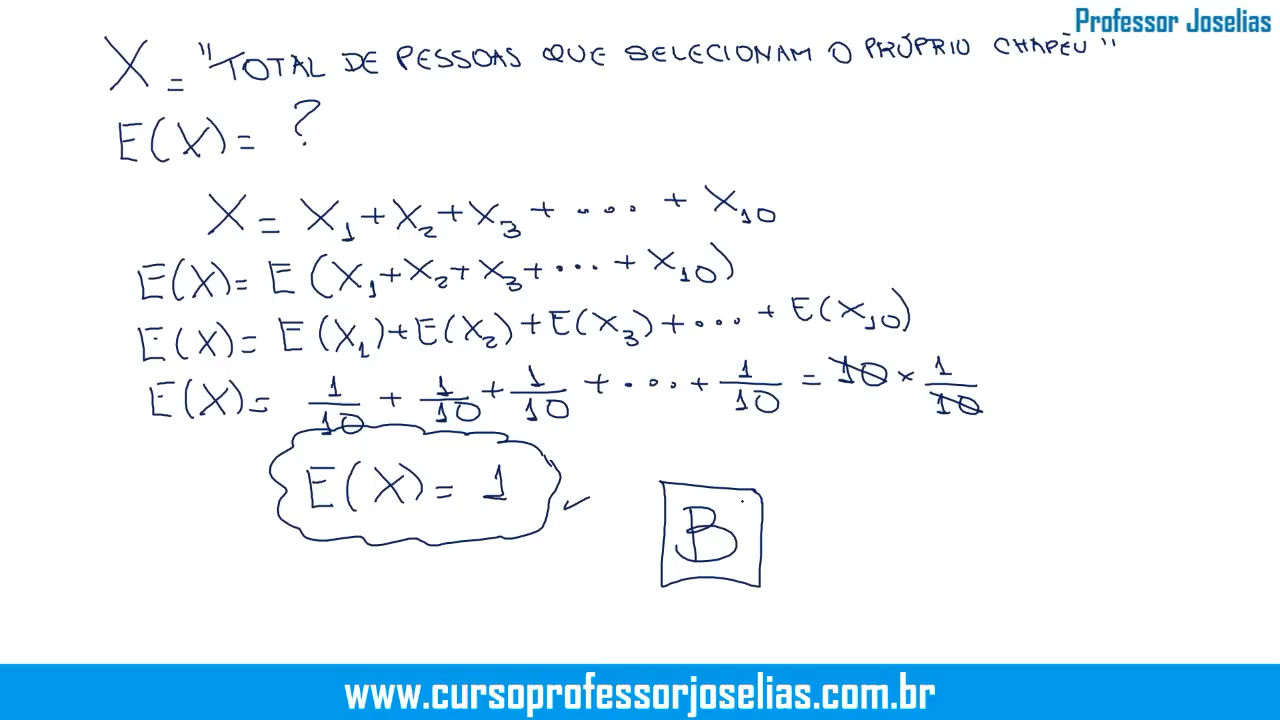 Professor Joselias
X = "TOTAL DE PESSOAS QUE SELECIONAM O PRÓPRIO CHAPÉU"
E(X) = ?
X = X₁ + X₂ + X₃ + .... + X₁₀
E(X) = E(X₁ + X₂ + X₃ + ... + X₁₀)
E(X) = E(X₁) + E(X₂) + E(X₃) + ... + E(X₁₀)
E(X) = 1/10 + 1/10 + 1/10 + .... + 1/10 = 10 × 1/10
E(X) = 1 ✓
B
www.cursoprofessorjoselias.com.br